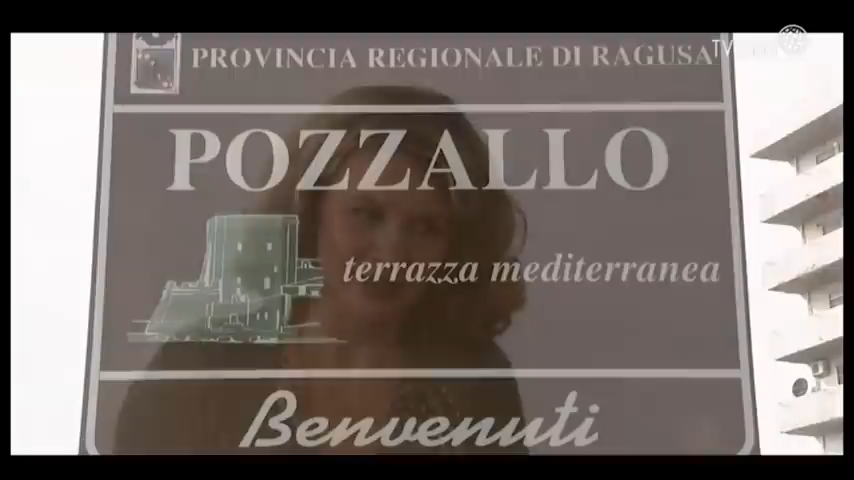 PROVINCIA REGIONALE DI RAGUSA
POZZALLO
terrazza mediterranea
Benvenuti